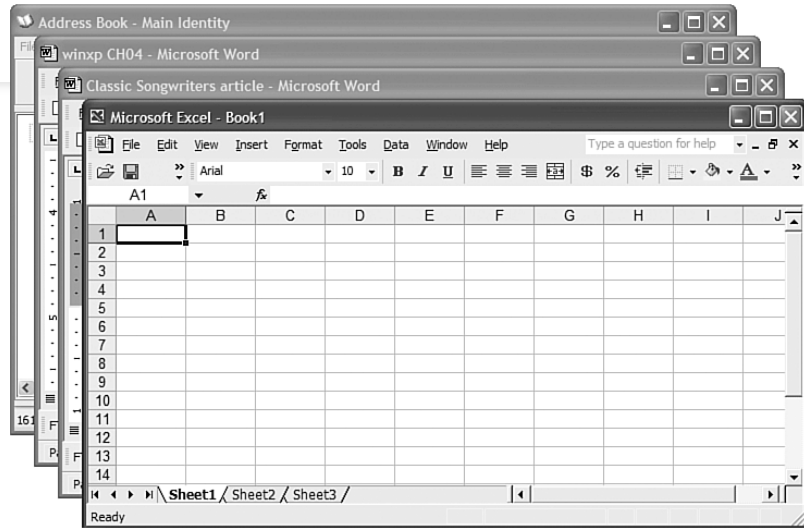 Address Book - Main Identity
winxp CH04 - Microsoft Word
Classic Songwriters article - Microsoft Word
Microsoft Excel - Book1
File Edit View Insert Format Tools Data Window Help Type a question for help
Arial 10 B I U $ % A
A1 fx
A B C D E F G H I J
1
2
3
4
5
6
7
8
9
10
11
12
13
14
Sheet1 Sheet2 Sheet3
Ready
161